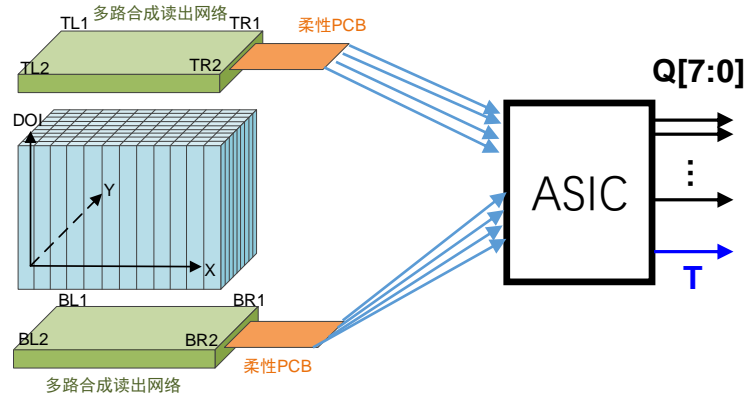 多路合成读出网络
TL1
TR1
柔性PCB
TL2
TR2
Q[7:0]
DOI
Y
X
ASIC
...
T
BL1
BR1
BL2
BR2
柔性PCB
多路合成读出网络